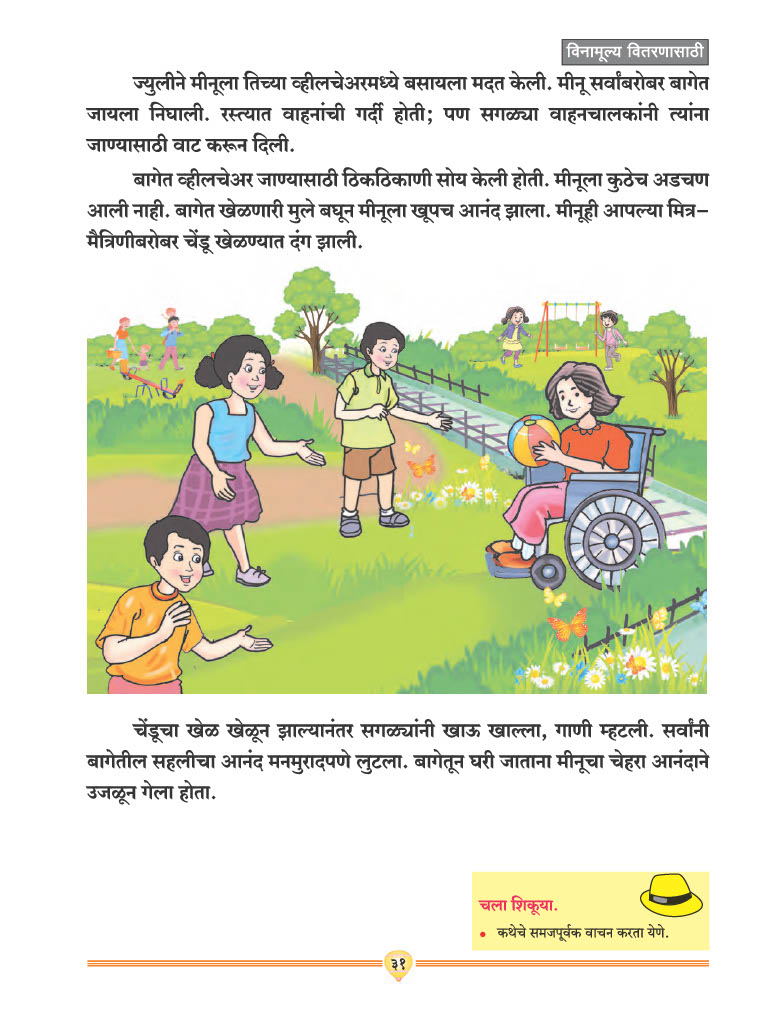 विनामूल्य वितरणासाठी
ज्युलीने मीनूला तिच्या व्हीलचेअरमध्ये बसायला मदत केली. मीनू सर्वांबरोबर बागेत
जायला निघाली. रस्त्यात वाहनांची गर्दी होती; पण सगळ्या वाहनचालकांनी त्यांना
जाण्यासाठी वाट करून दिली.
बागेत व्हीलचेअर जाण्यासाठी ठिकठिकाणी सोय केली होती. मीनूला कुठेच अडचण
आली नाही. बागेत खेळणारी मुले बघून मीनूला खूपच आनंद झाला. मीनूही आपल्या मित्र–
मैत्रिणीबरोबर चेंडू खेळण्यात दंग झाली.
चेंडूचा खेळ खेळून झाल्यानंतर सगळ्यांनी खाऊ खाल्ला, गाणी म्हटली. सर्वांनी
बागेतील सहलीचा आनंद मनमुरादपणे लुटला. बागेतून घरी जाताना मीनूचा चेहरा आनंदाने
उजळून गेला होता.
चला शिकूया.
• कथेचे समजपूर्वक वाचन करता येणे.
३१